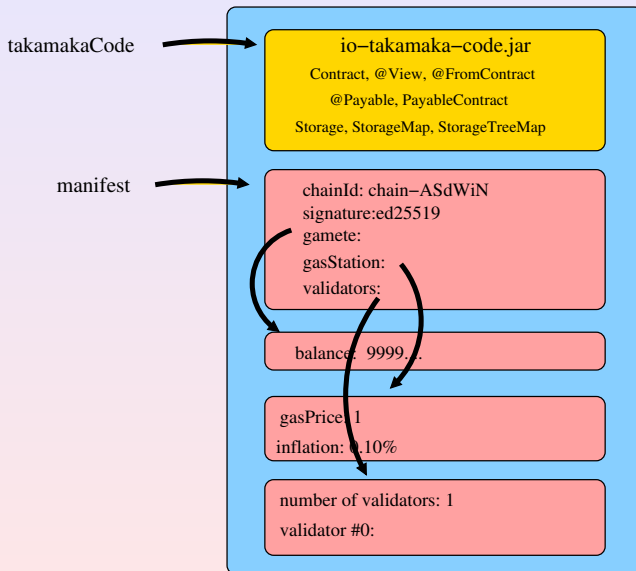 takamakaCode
io−takamaka−code.jar
Contract, @View, @FromContract
@Payable, PayableContract
Storage, StorageMap, StorageTreeMap
manifest
chainId: chain−ASdWiN
signature:ed25519
gamete:
gasStation:
validators:
balance: 9999...
gasPrice: 1
inflation: 0.10%
number of validators: 1
validator #0: